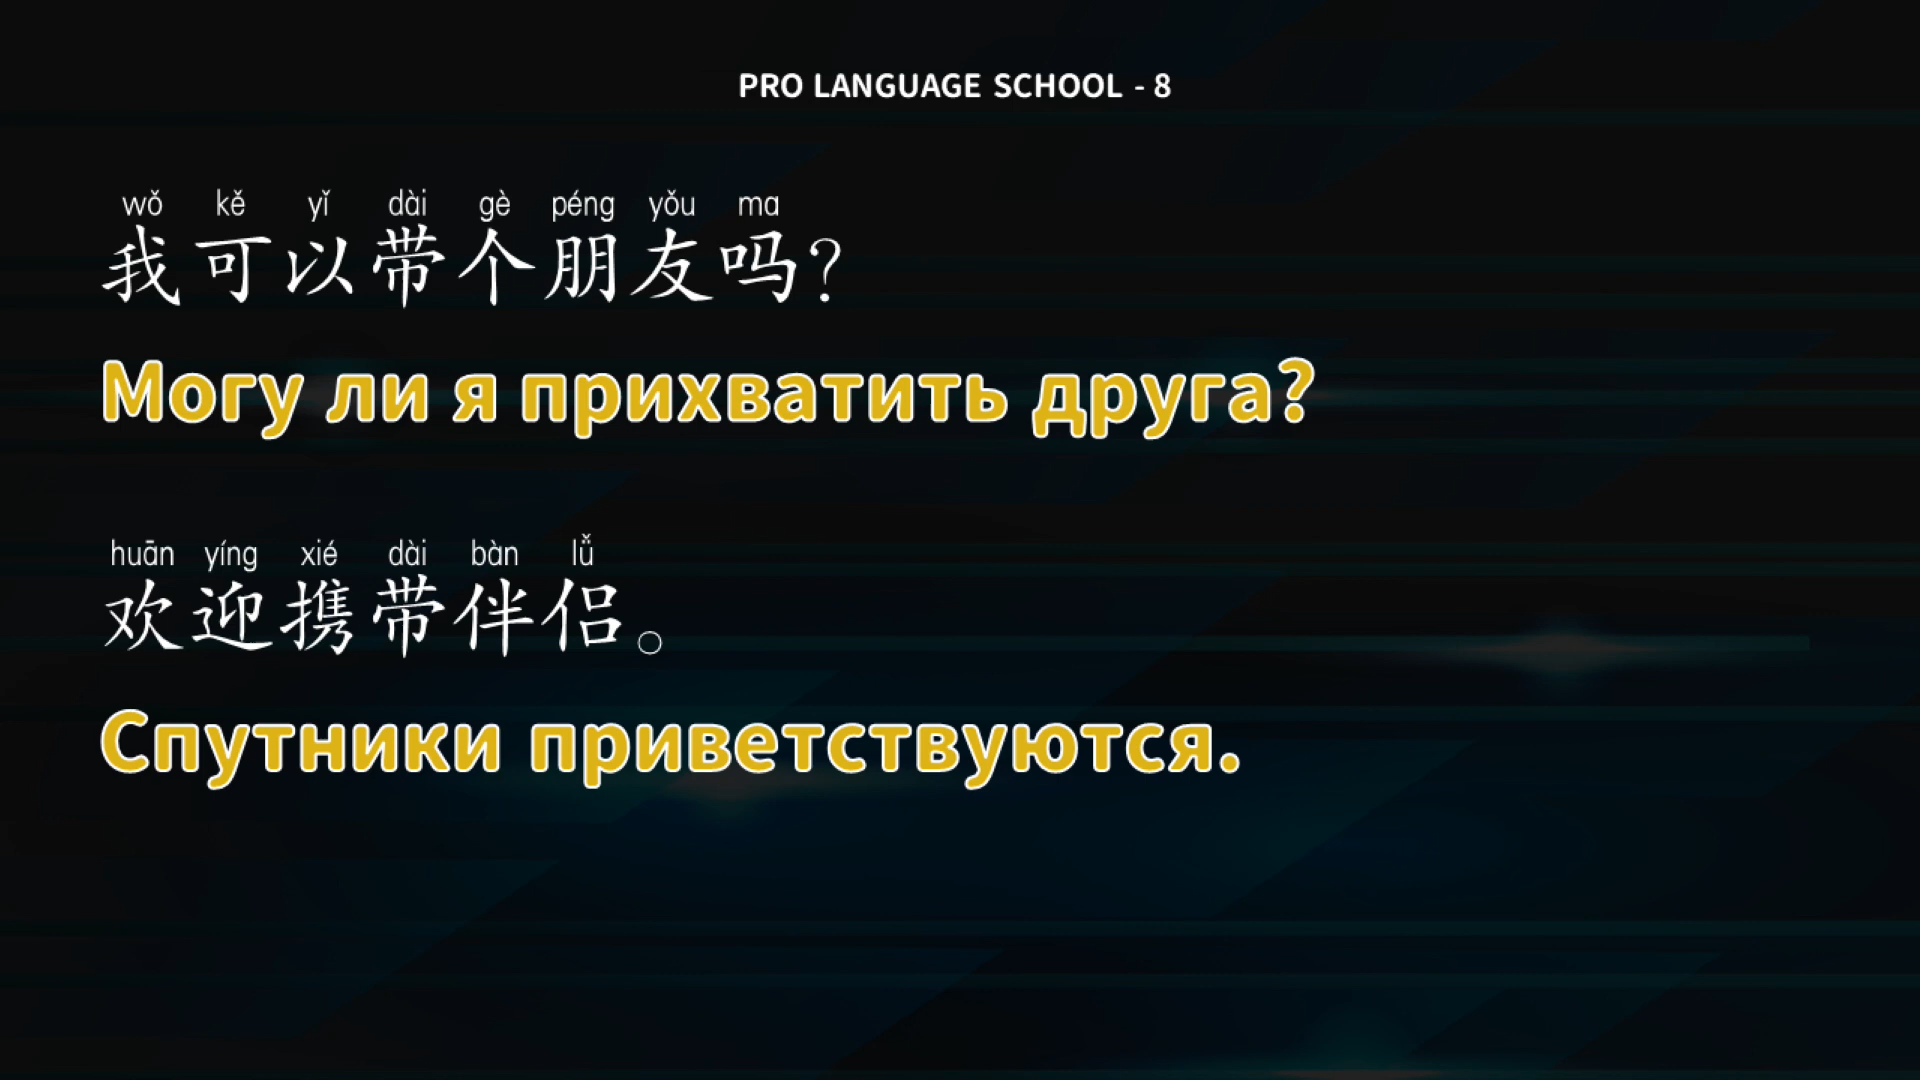 PRO LANGUAGE SCHOOL - 8
wǒ kě yǐ dài gè péng yǒu ma
我可以带个朋友吗?
Могу ли я прихватить друга?
huān yíng xié dài bàn lǚ
欢迎携带伴侣。
Спутники приветствуются.